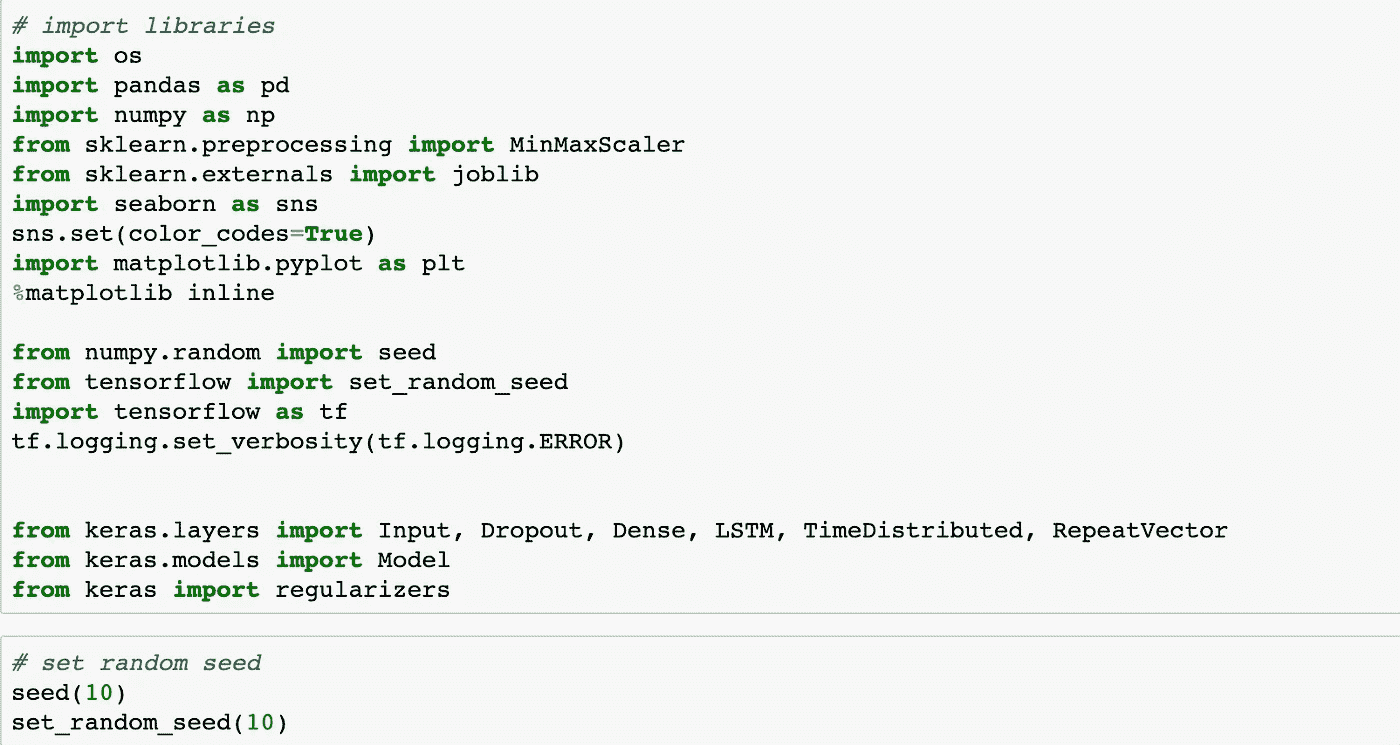 # import libraries
import os
import pandas as pd
import numpy as np
from sklearn.preprocessing import MinMaxScaler
from sklearn.externals import joblib
import seaborn as sns
sns.set(color_codes=True)
import matplotlib.pyplot as plt
%matplotlib inline
from numpy.random import seed
from tensorflow import set_random_seed
import tensorflow as tf
tf.logging.set_verbosity(tf.logging.ERROR)
from keras.layers import Input, Dropout, Dense, LSTM, TimeDistributed, RepeatVector
from keras.models import Model
from keras import regularizers
# set random seed
seed(10)
set_random_seed(10)